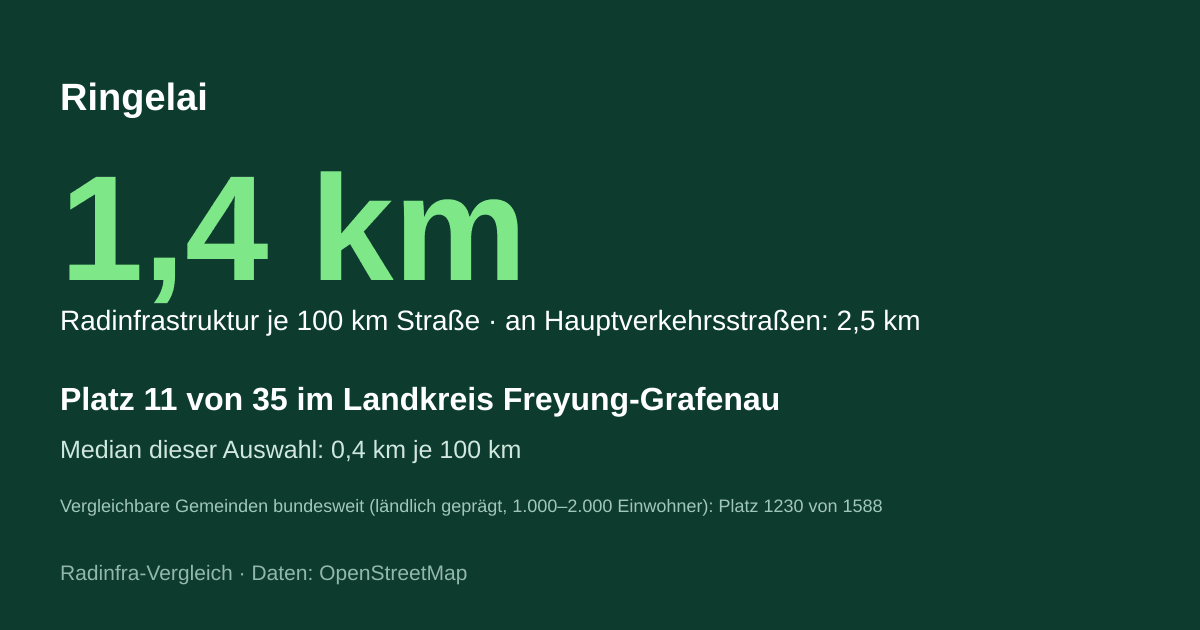 Ringelai
1,4 km
Radinfrastruktur je 100 km Straße · an Hauptverkehrsstraßen: 2,5 km
Platz 11 von 35 im Landkreis Freyung-Grafenau
Median dieser Auswahl: 0,4 km je 100 km
Vergleichbare Gemeinden bundesweit (ländlich geprägt, 1.000–2.000 Einwohner): Platz 1230 von 1588
Radinfra-Vergleich · Daten: OpenStreetMap